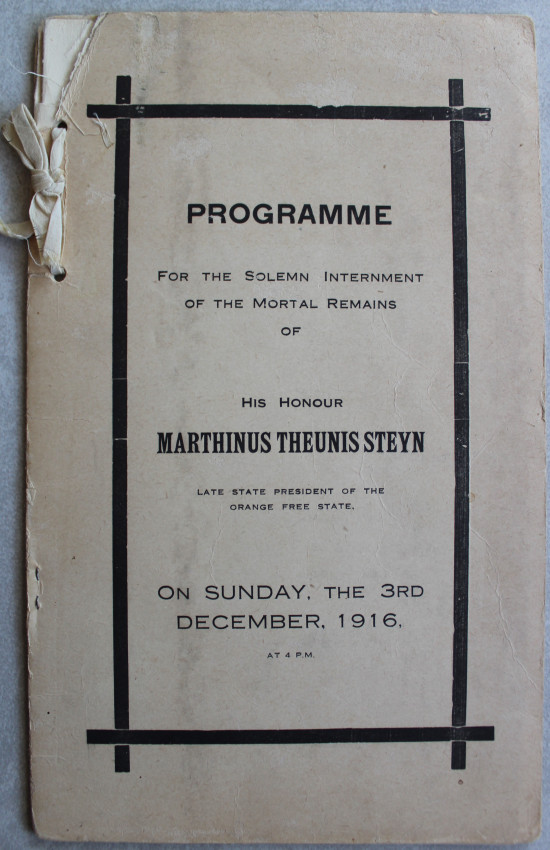 PROGRAMME
FOR THE SOLEMN INTERNMENT
OF THE MORTAL REMAINS
OF
HIS HONOUR
MARTHINUS THEUNIS STEYN
LATE STATE PRESIDENT OF THE
ORANGE FREE STATE,
ON SUNDAY, THE 3RD
DECEMBER, 1916,
AT 4 P.M.